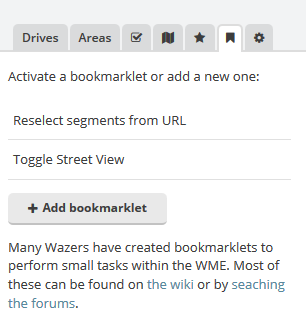 Drives Areas
Activate a bookmarklet or add a new one:
Reselect segments from URL
Toggle Street View
+ Add bookmarklet
Many Wazers have created bookmarklets to
perform small tasks within the WME. Most of
these can be found on the wiki or by seaching
the forums.